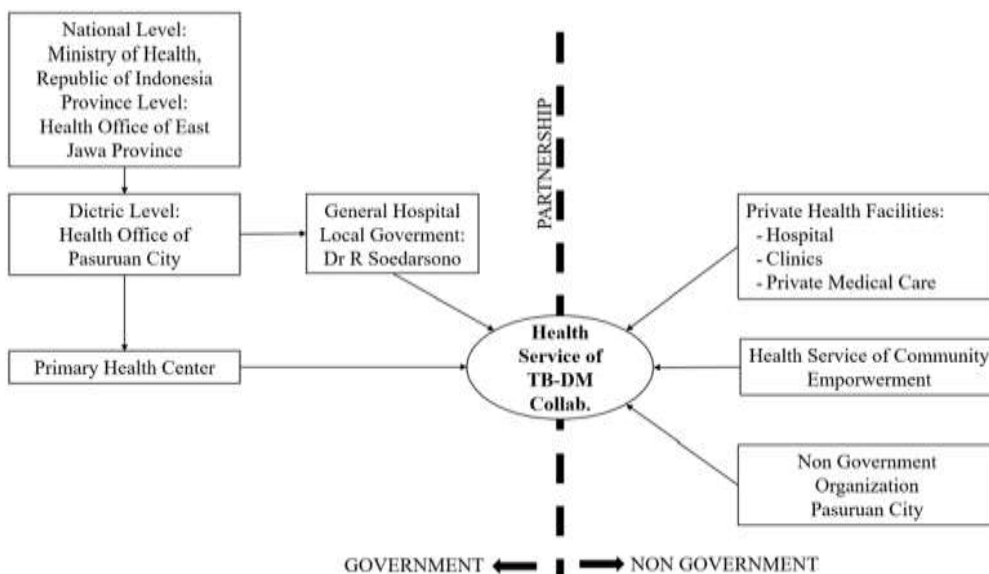 National Level:
Ministry of Health,
Republic of Indonesia
Province Level:
Health Office of East
Jawa Province
Dictric Level:
Health Office of
Pasuruan City
General Hospital
Local Goverment:
Dr R Soedarsono
Primary Health Center
PARTNERSHIP
Health
Service of
TB-DM
Collab.
Private Health Facilities:
- Hospital
- Clinics
- Private Medical Care
Health Service of Community
Emporwerment
Non Government
Organization
Pasuruan City
GOVERNMENT
NON GOVERNMENT